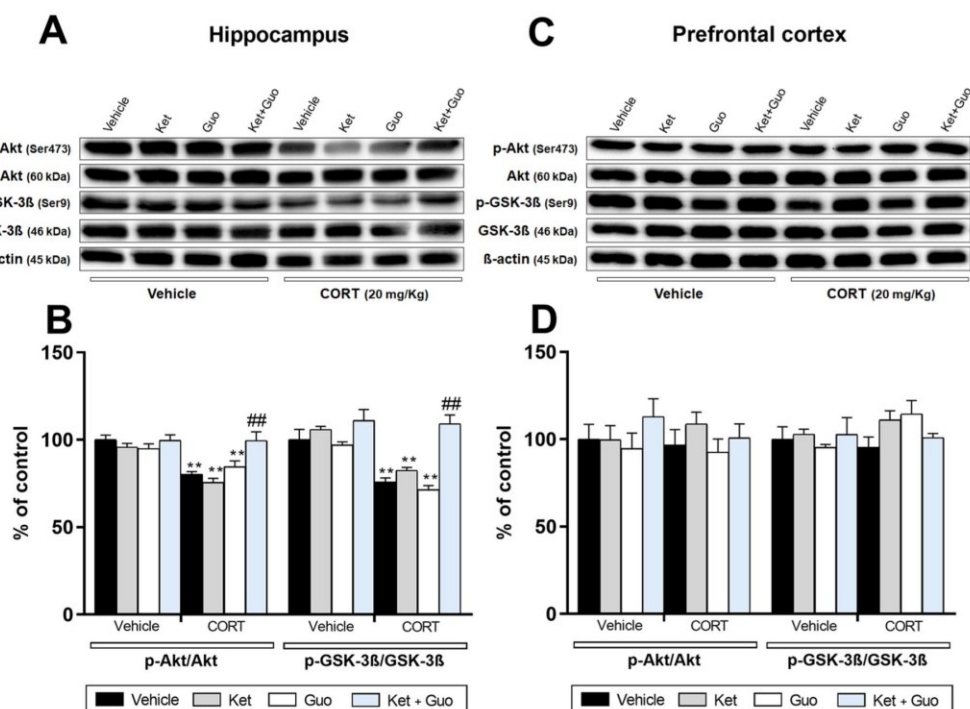 A
Hippocampus
Vehicle Ket Guo Ket+Guo Vehicle Ket Guo Ket+Guo
Akt (Ser473)
Akt (60 kDa)
SK-3ß (Ser9)
K-3ß (46 kDa)
actin (45 kDa)
Vehicle
CORT (20 mg/Kg)
C
Prefrontal cortex
Vehicle Ket Guo Ket+Guo Vehicle Ket Guo Ket+Guo
p-Akt (Ser473)
Akt (60 kDa)
p-GSK-3ß (Ser9)
GSK-3ß (46 kDa)
ß-actin (45 kDa)
Vehicle
CORT (20 mg/Kg)
B
% of control
150
100
50
0
** ** ** ## ** ** ** ##
Vehicle CORT Vehicle CORT
p-Akt/Akt p-GSK-3ß/GSK-3ß
Vehicle Ket Guo Ket + Guo
D
% of control
150
100
50
0
Vehicle CORT Vehicle CORT
p-Akt/Akt p-GSK-3ß/GSK-3ß
Vehicle Ket Guo Ket + Guo